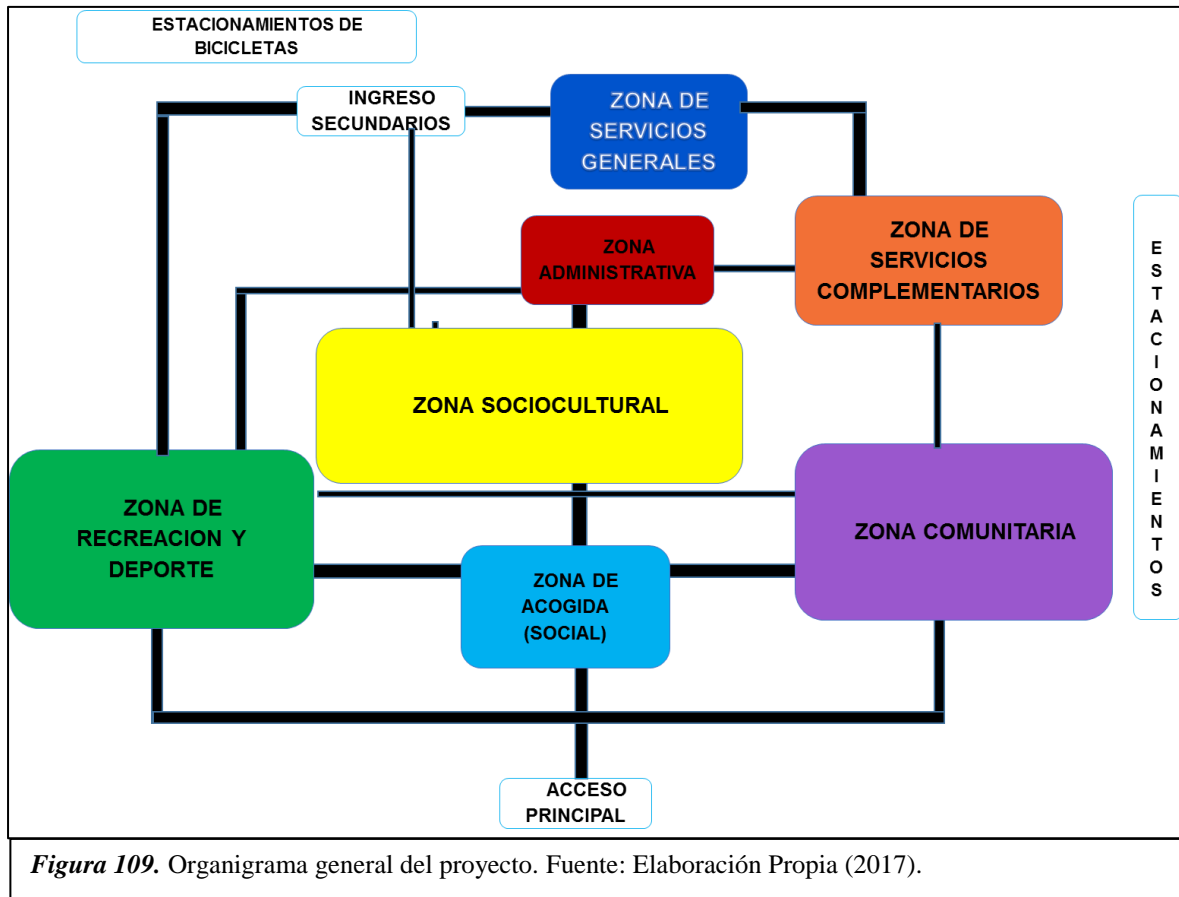 ESTACIONAMIENTOS DE
BICICLETAS
INGRESO
SECUNDARIOS
ZONA DE
SERVICIOS
GENERALES
ZONA
ADMINISTRATIVA
ZONA DE
SERVICIOS
COMPLEMENTARIOS
ESTACIONAMIENTOS
ZONA SOCIOCULTURAL
ZONA DE
RECREACION Y
DEPORTE
ZONA COMUNITARIA
ZONA DE
ACOGIDA
(SOCIAL)
ACCESO
PRINCIPAL
Figura 109. Organigrama general del proyecto. Fuente: Elaboración Propia (2017).